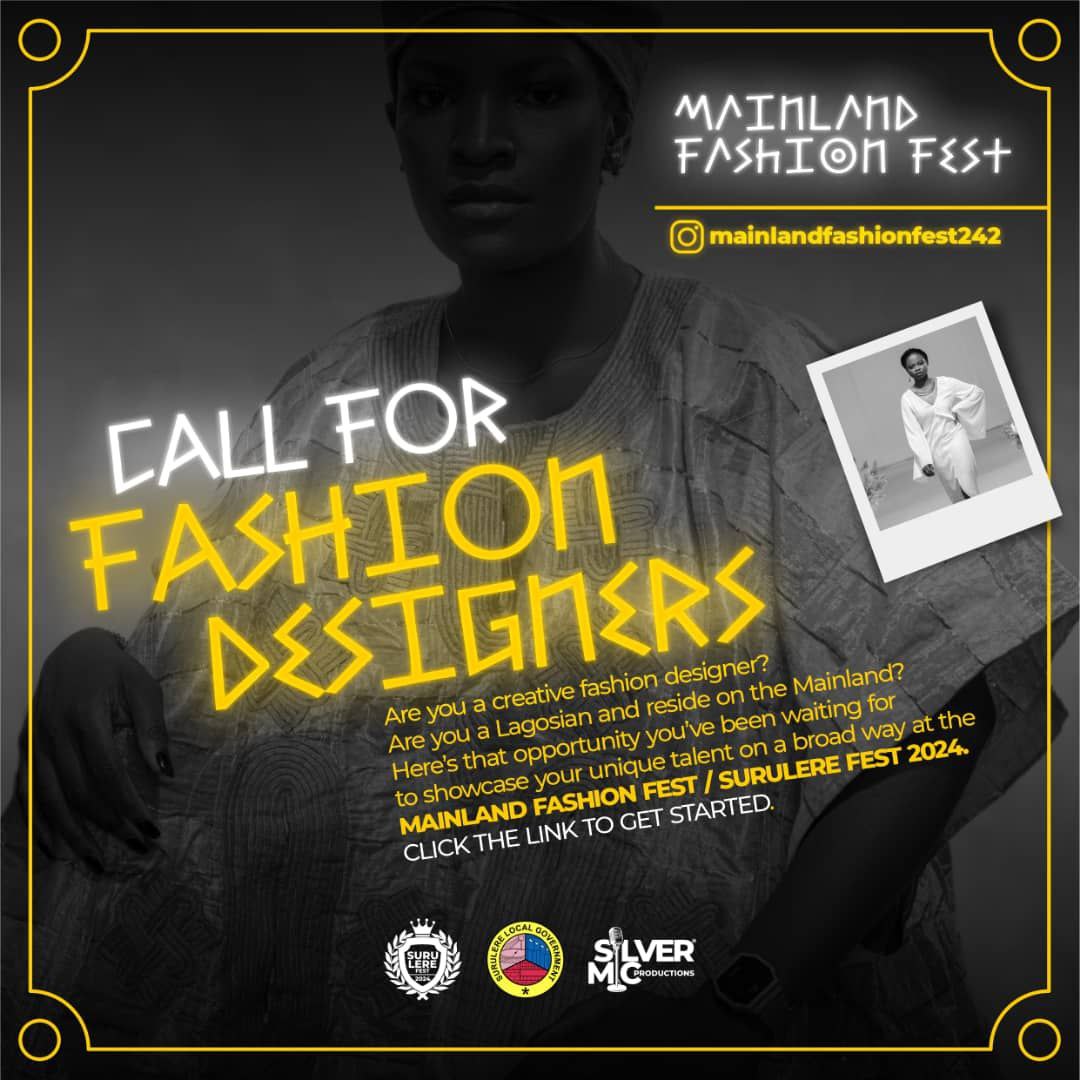 MAINLAND
FASHION FEST
mainlandfashionfest242
CALL FOR
FASHION
DESIGNERS
Are you a creative fashion designer?
Are you a Lagosian and reside on the Mainland?
Here's that opportunity you've been waiting for
to showcase your unique talent on a broad way at the
MAINLAND FASHION FEST / SURULERE FEST 2024.
CLICK THE LINK TO GET STARTED.
SURU
LERE
FEST
2024
SURULERE LOCAL GOVERNMENT
SILVER
MIC PRODUCTIONS